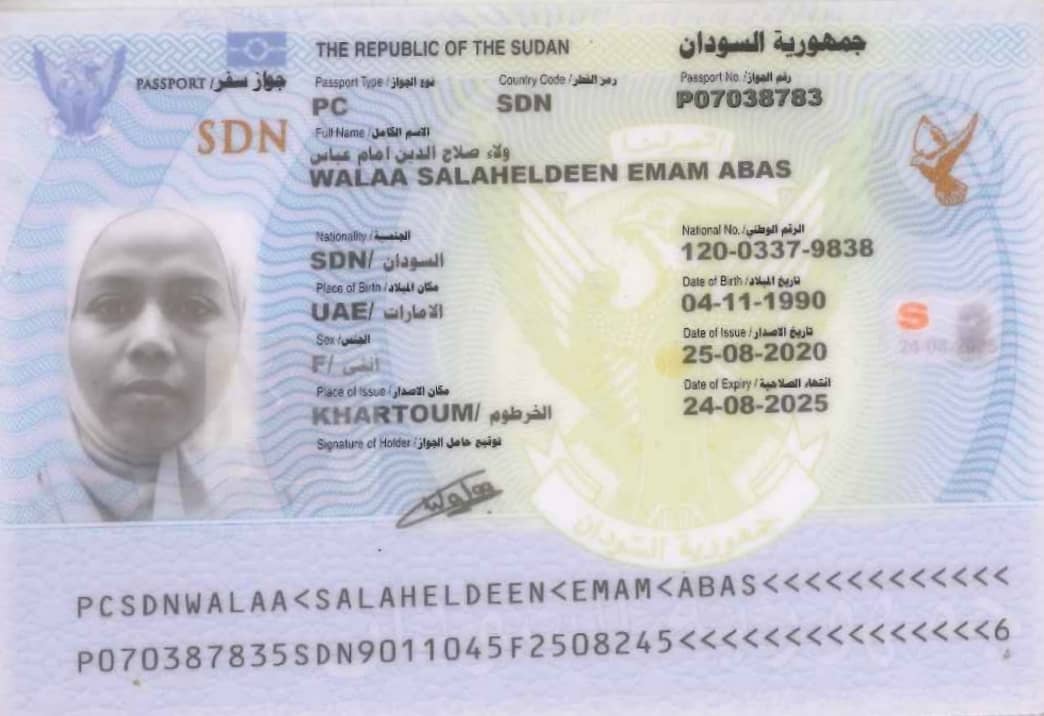 THE REPUBLIC OF THE SUDAN جمهورية السودان
PASSPORT / جواز سفر
Passport Type / نوع الجواز Country Code / رمز القطر Passport No. / رقم الجواز
PC SDN P07038783
SDN
Full Name / الاسم الكامل
ولاء صلاح الدين امام عباس
WALAA SALAHELDEEN EMAM ABAS
Nationality / الجنسية National No. / الرقم الوطني
SDN/ السودان 120-0337-9838
Place of Birth / مكان الميلاد Date of Birth / تاريخ الميلاد
UAE/ الامارات 04-11-1990
Sex / الجنس Date of Issue / تاريخ الاصدار
F/ انثى 25-08-2020
Place of Issue / مكان الاصدار Date of Expiry / انتهاء الصلاحية
KHARTOUM/ الخرطوم 24-08-2025
Signature of Holder / توقيع حامل الجواز
S
24-08-2025
جمهورية السودان
PCSDNWALAA<SALAHELDEEN<EMAM<ABAS<<<<<<<<<<<<
P070387835SDN9011045F2508245<<<<<<<<<<<<<<<6